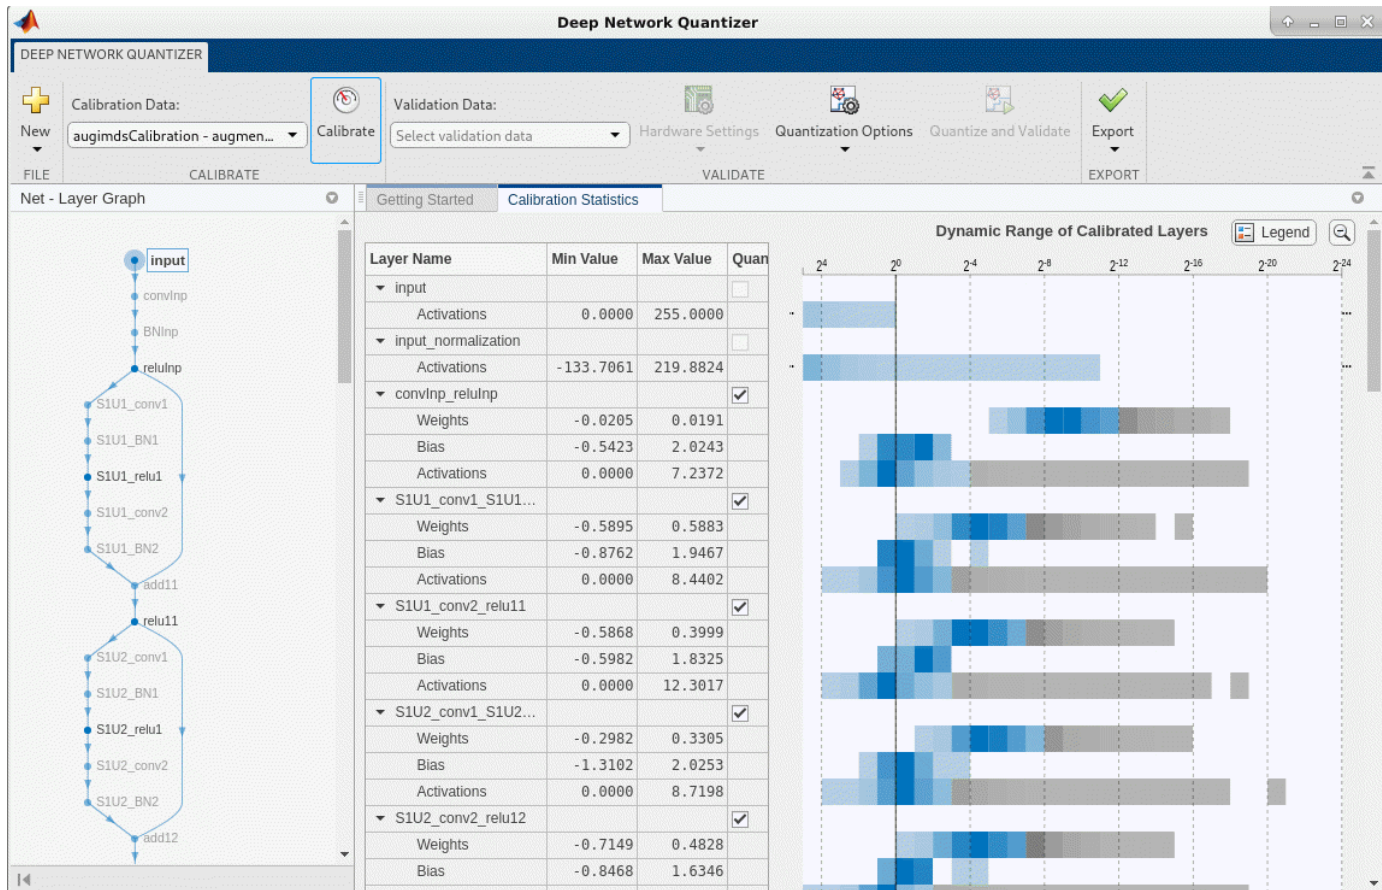 Deep Network Quantizer
DEEP NETWORK QUANTIZER
New
Calibration Data:
augimdsCalibration - augmen...
Calibrate
Validation Data:
Select validation data
Hardware Settings
Quantization Options
Quantize and Validate
Export
FILE
CALIBRATE
VALIDATE
EXPORT
Net - Layer Graph
input
convInp
BNInp
reluInp
S1U1_conv1
S1U1_BN1
S1U1_relu1
S1U1_conv2
S1U1_BN2
add11
relu11
S1U2_conv1
S1U2_BN1
S1U2_relu1
S1U2_conv2
S1U2_BN2
add12
Getting Started
Calibration Statistics
Dynamic Range of Calibrated Layers
Legend
Layer Name Min Value Max Value Quan
2^4 2^0 2^-4 2^-8 2^-12 2^-16 2^-20 2^-24
input
Activations 0.0000 255.0000
input_normalization
Activations -133.7061 219.8824
convInp_reluInp
Weights -0.0205 0.0191
Bias -0.5423 2.0243
Activations 0.0000 7.2372
S1U1_conv1_S1U1...
Weights -0.5895 0.5883
Bias -0.8762 1.9467
Activations 0.0000 8.4402
S1U1_conv2_relu11
Weights -0.5868 0.3999
Bias -0.5982 1.8325
Activations 0.0000 12.3017
S1U2_conv1_S1U2...
Weights -0.2982 0.3305
Bias -1.3102 2.0253
Activations 0.0000 8.7198
S1U2_conv2_relu12
Weights -0.7149 0.4828
Bias -0.8468 1.6346